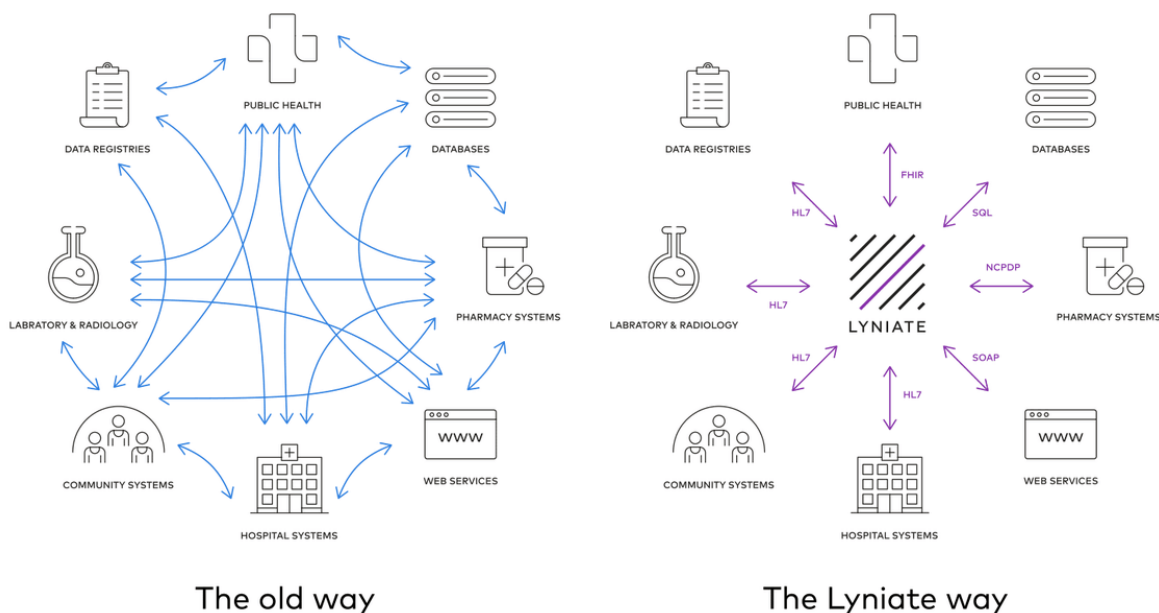 PUBLIC HEALTH
DATA REGISTRIES
DATABASES
LABRATORY & RADIOLOGY
PHARMACY SYSTEMS
COMMUNITY SYSTEMS
WWW
WEB SERVICES
HOSPITAL SYSTEMS
The old way
PUBLIC HEALTH
DATA REGISTRIES
DATABASES
FHIR
HL7
SQL
NCPDP
HL7
LABRATORY & RADIOLOGY
PHARMACY SYSTEMS
LYNIATE
HL7
SOAP
HL7
WWW
COMMUNITY SYSTEMS
WEB SERVICES
HOSPITAL SYSTEMS
The Lyniate way